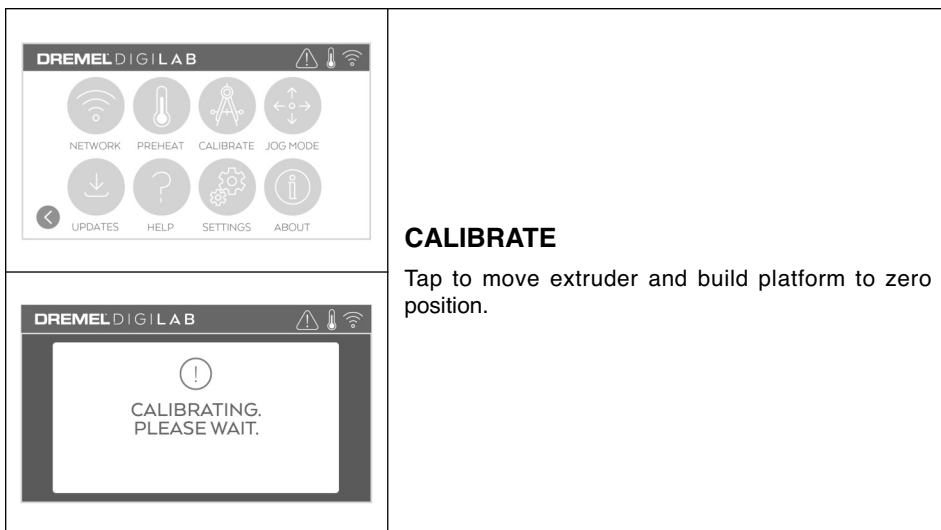 DREMEL DIGILAB
NETWORK PREHEAT CALIBRATE JOG MODE
UPDATES HELP SETTINGS ABOUT
DREMEL DIGILAB
CALIBRATING.
PLEASE WAIT.
CALIBRATE
Tap to move extruder and build platform to zero
position.